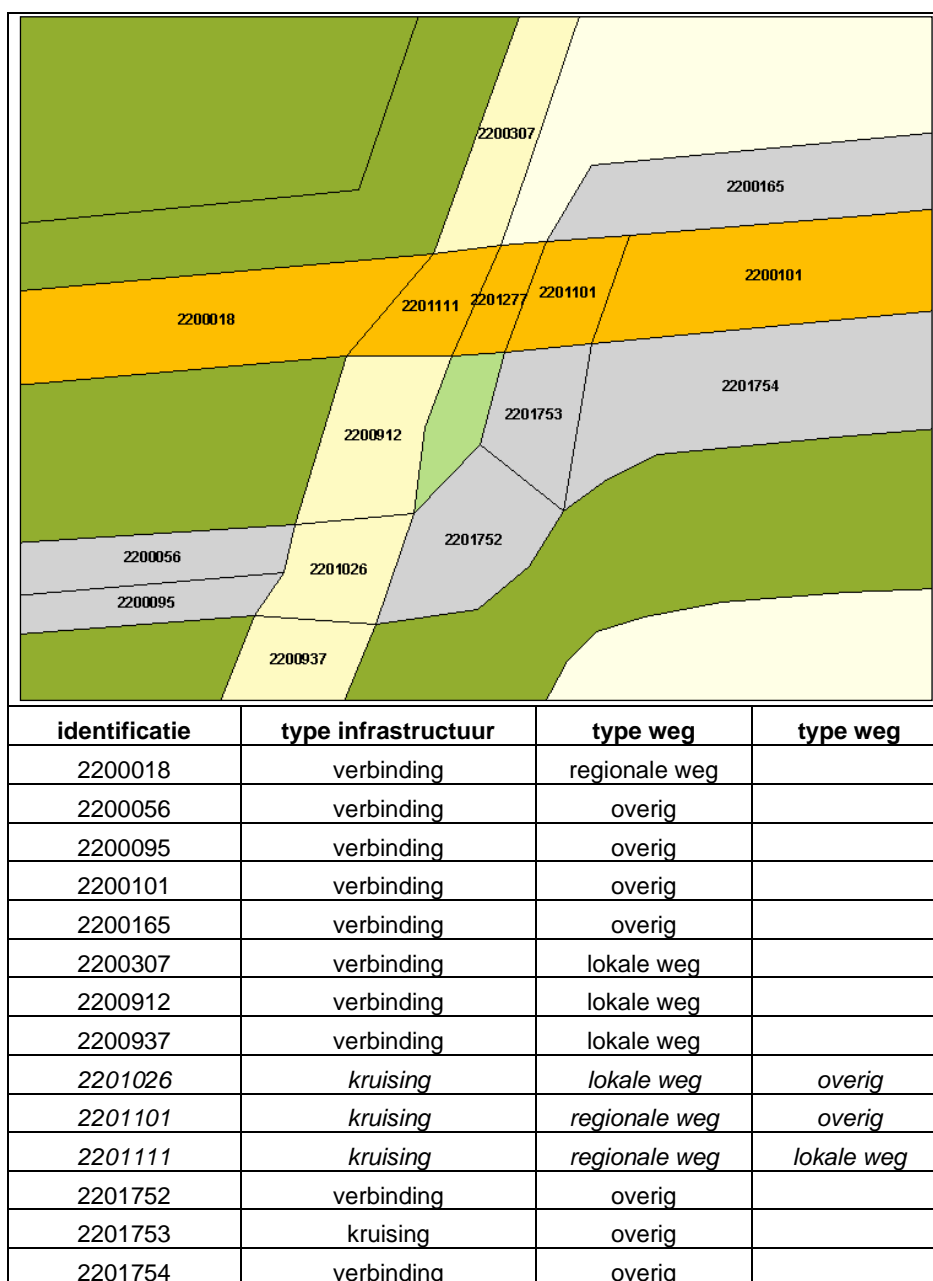 2200307
2200165
2200101
2201101
2201277
2201111
2200018
2201754
2201753
2200912
2201752
2200056
2201026
2200095
2200937
identificatie type infrastructuur type weg type weg
2200018 verbinding regionale weg
2200056 verbinding overig
2200095 verbinding overig
2200101 verbinding overig
2200165 verbinding overig
2200307 verbinding lokale weg
2200912 verbinding lokale weg
2200937 verbinding lokale weg
2201026 kruising lokale weg overig
2201101 kruising regionale weg overig
2201111 kruising regionale weg lokale weg
2201752 verbinding overig
2201753 kruising overig
2201754 verbinding overig